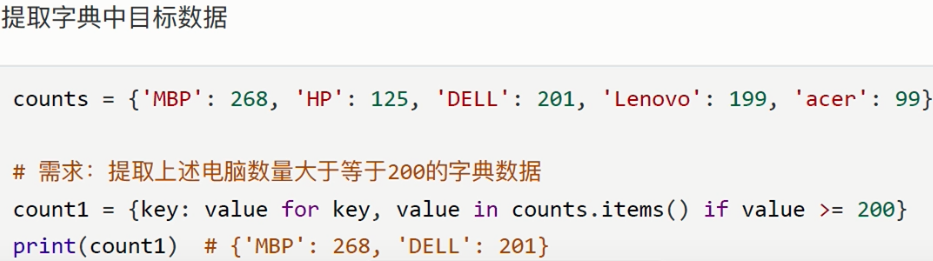 提取字典中目标数据
counts = {'MBP': 268, 'HP': 125, 'DELL': 201, 'Lenovo': 199, 'acer': 99}
# 需求：提取上述电脑数量大于等于200的字典数据
count1 = {key: value for key, value in counts.items() if value >= 200}
print(count1)  # {'MBP': 268, 'DELL': 201}